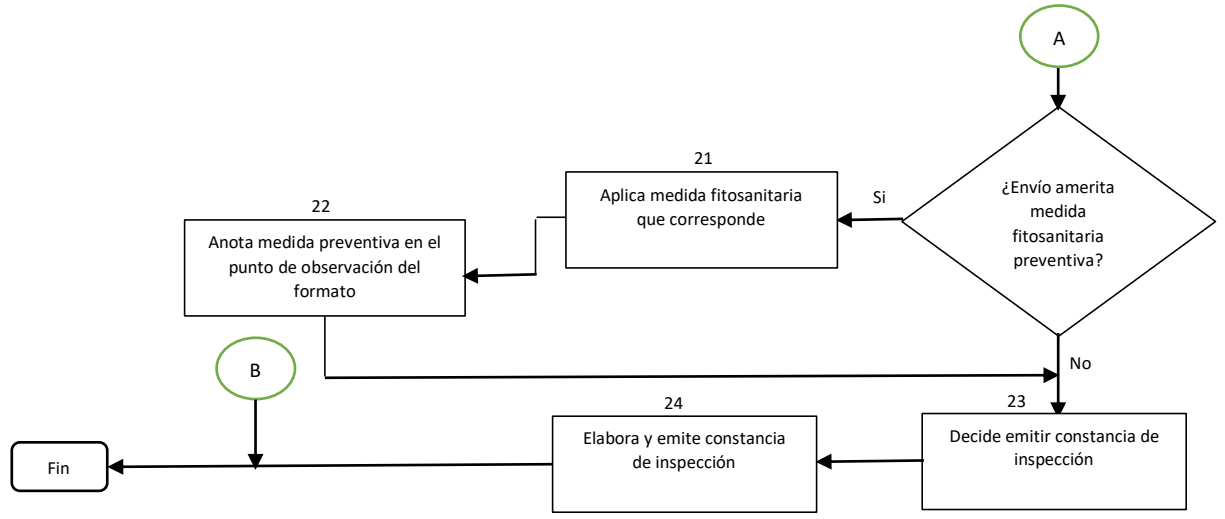 A
¿Envío amerita
medida
fitosanitaria
preventiva?
Si
21
Aplica medida fitosanitaria
que corresponde
22
Anota medida preventiva en el
punto de observación del
formato
No
23
Decide emitir constancia de
inspección
24
Elabora y emite constancia
de inspección
B
Fin